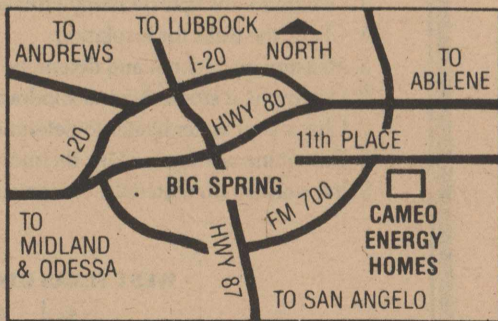 TO LUBBOCK
TO
ANDREWS
NORTH
I-20
TO
ABILENE
HWY 80
I-20
11th PLACE
BIG SPRING
FM 700
CAMEO
ENERGY
HOMES
TO
MIDLAND
& ODESSA
HWY 87
TO SAN ANGELO